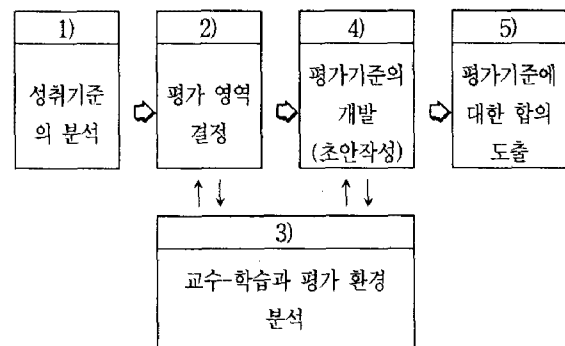 1)
성취기준
의 분석
2)
평가 영역
결정
4)
평가기준의
개발
(초안작성)
5)
평가기준에
대한 합의
도출
3)
교수-학습과 평가 환경
분석